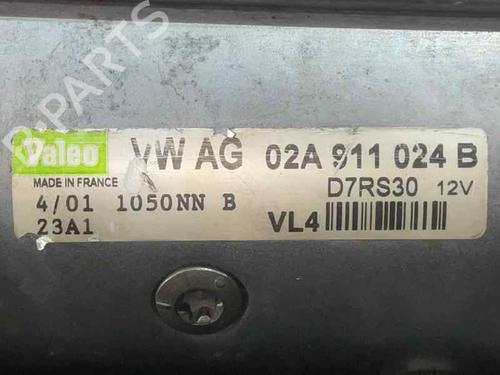 B-PARTS
Valeo VW AG 02A 911 024 B
MADE IN FRANCE D7RS30 12V
4/01 1050NN B
23A1 VL4